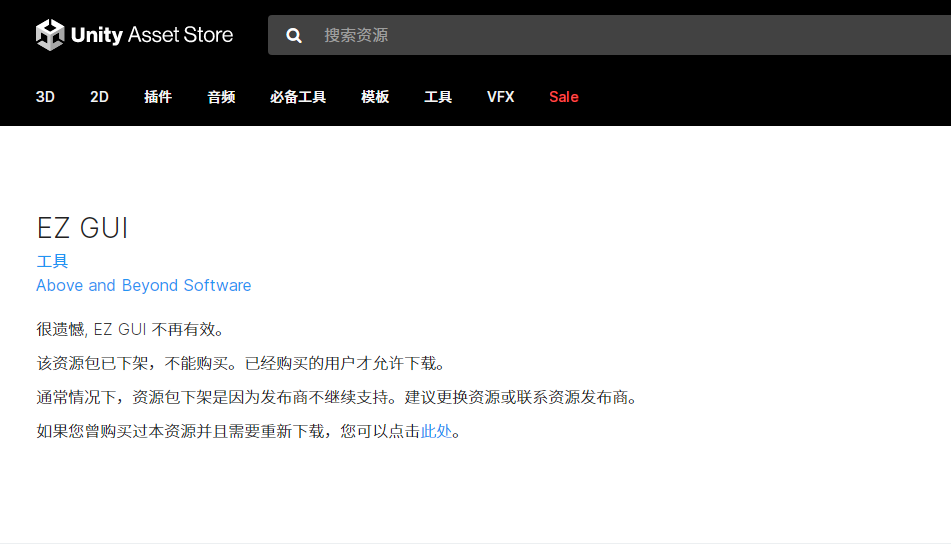 Unity Asset Store
搜索资源
3D 2D 插件 音频 必备工具 模板 工具 VFX Sale
EZ GUI
工具
Above and Beyond Software
很遗憾, EZ GUI 不再有效。
该资源包已下架，不能购买。已经购买的用户才允许下载。
通常情况下，资源包下架是因为发布商不继续支持。建议更换资源或联系资源发布商。
如果您曾购买过本资源并且需要重新下载，您可以点击此处。